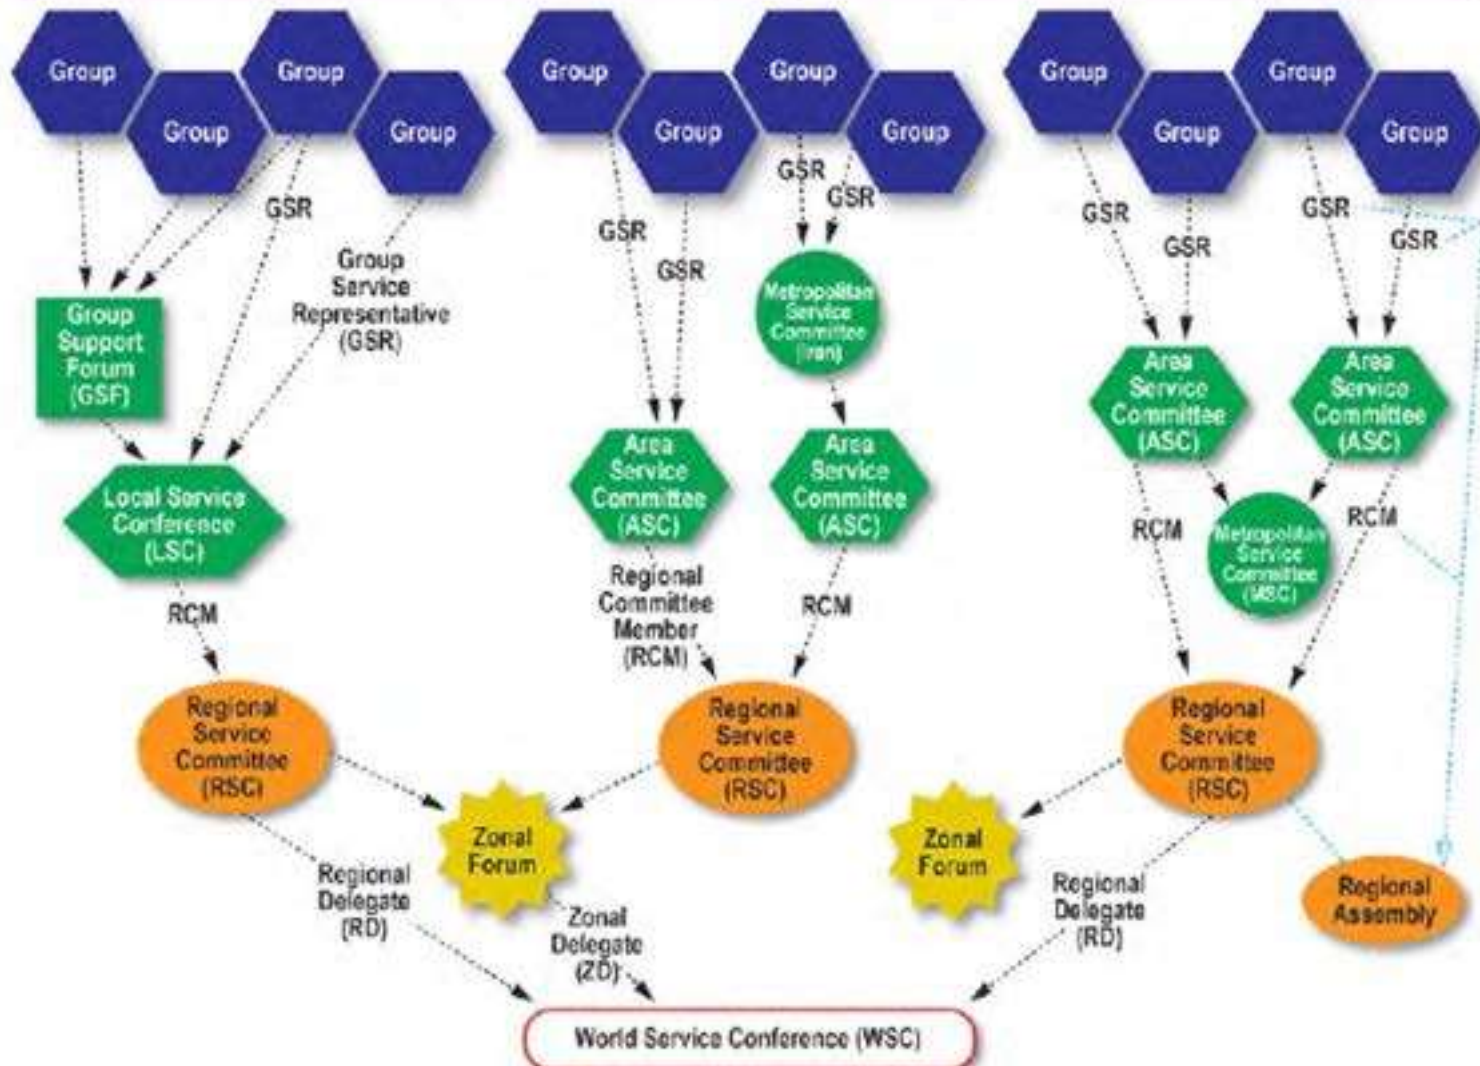 Group
Group
Group
Group
Group
Group
Group
Group
Group
Group
Group
Group
GSR
GSR
GSR
GSR
GSR
GSR
GSR
GSR
GSR
Group
Service
Representative
(GSR)
Group
Support
Forum
(GSF)
Metropolitan
Service
Committee
(Iran)
Area
Service
Committee
(ASC)
Area
Service
Committee
(ASC)
Local Service
Conference
(LSC)
Area
Service
Committee
(ASC)
Area
Service
Committee
(ASC)
RCM
RCM
Metropolitan
Service
Committee
(MSC)
RCM
Regional
Committee
Member
(RCM)
RCM
Regional
Service
Committee
(RSC)
Regional
Service
Committee
(RSC)
Regional
Service
Committee
(RSC)
Zonal
Forum
Zonal
Forum
Regional
Delegate
(RD)
Zonal
Delegate
(ZD)
Regional
Delegate
(RD)
Regional
Assembly
World Service Conference (WSC)